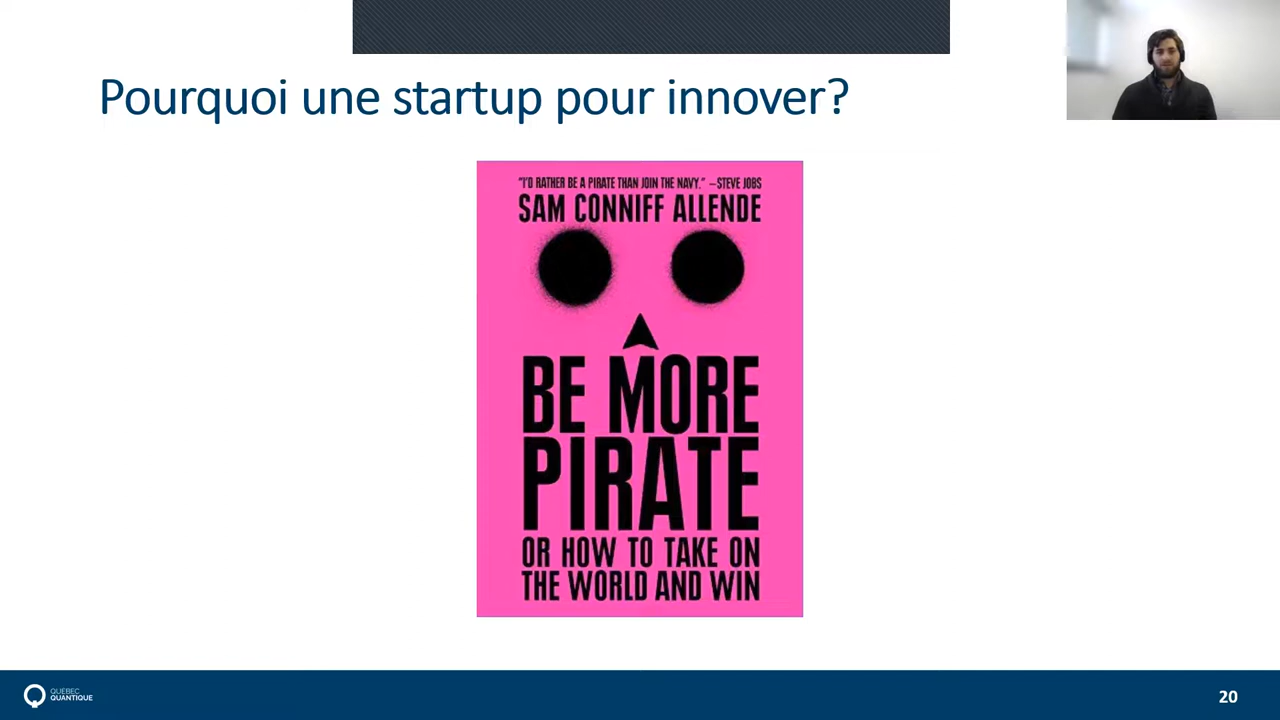 Pourquoi une startup pour innover?
"I'D RATHER BE A PIRATE THAN JOIN THE NAVY." –STEVE JOBS
SAM CONNIFF ALLENDE
BE MORE
PIRATE
OR HOW TO TAKE ON
THE WORLD AND WIN
QUÉBEC
QUANTIQUE
20